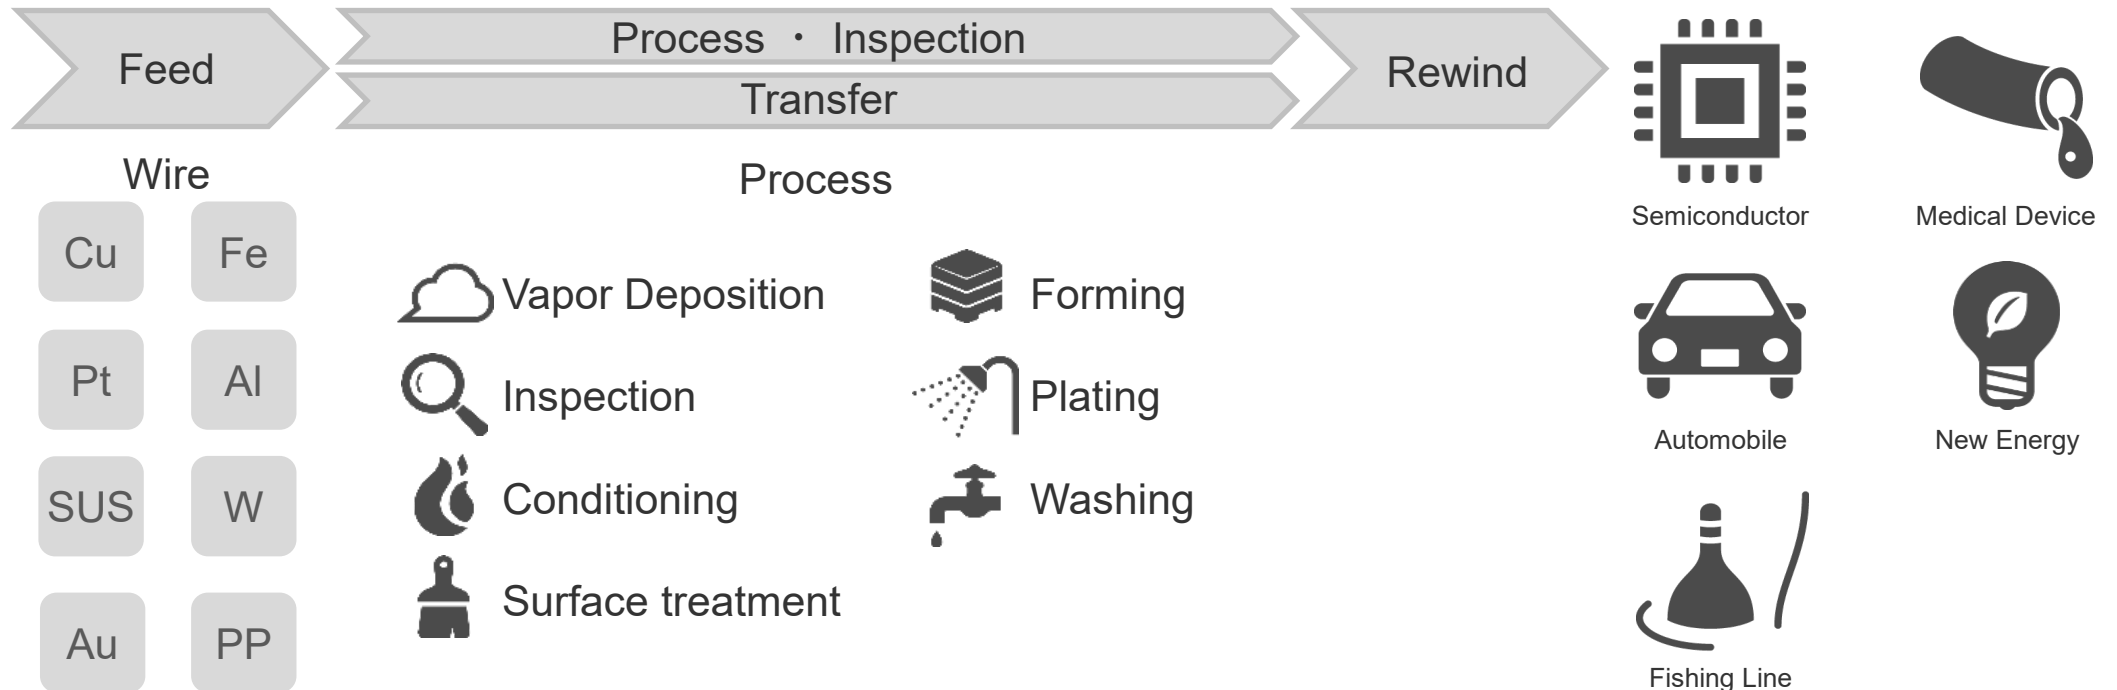 Feed
Process ・ Inspection
Transfer
Rewind
Wire
Cu Fe
Pt Al
SUS W
Au PP
Process
Vapor Deposition
Forming
Inspection
Plating
Conditioning
Washing
Surface treatment
Semiconductor
Medical Device
Automobile
New Energy
Fishing Line